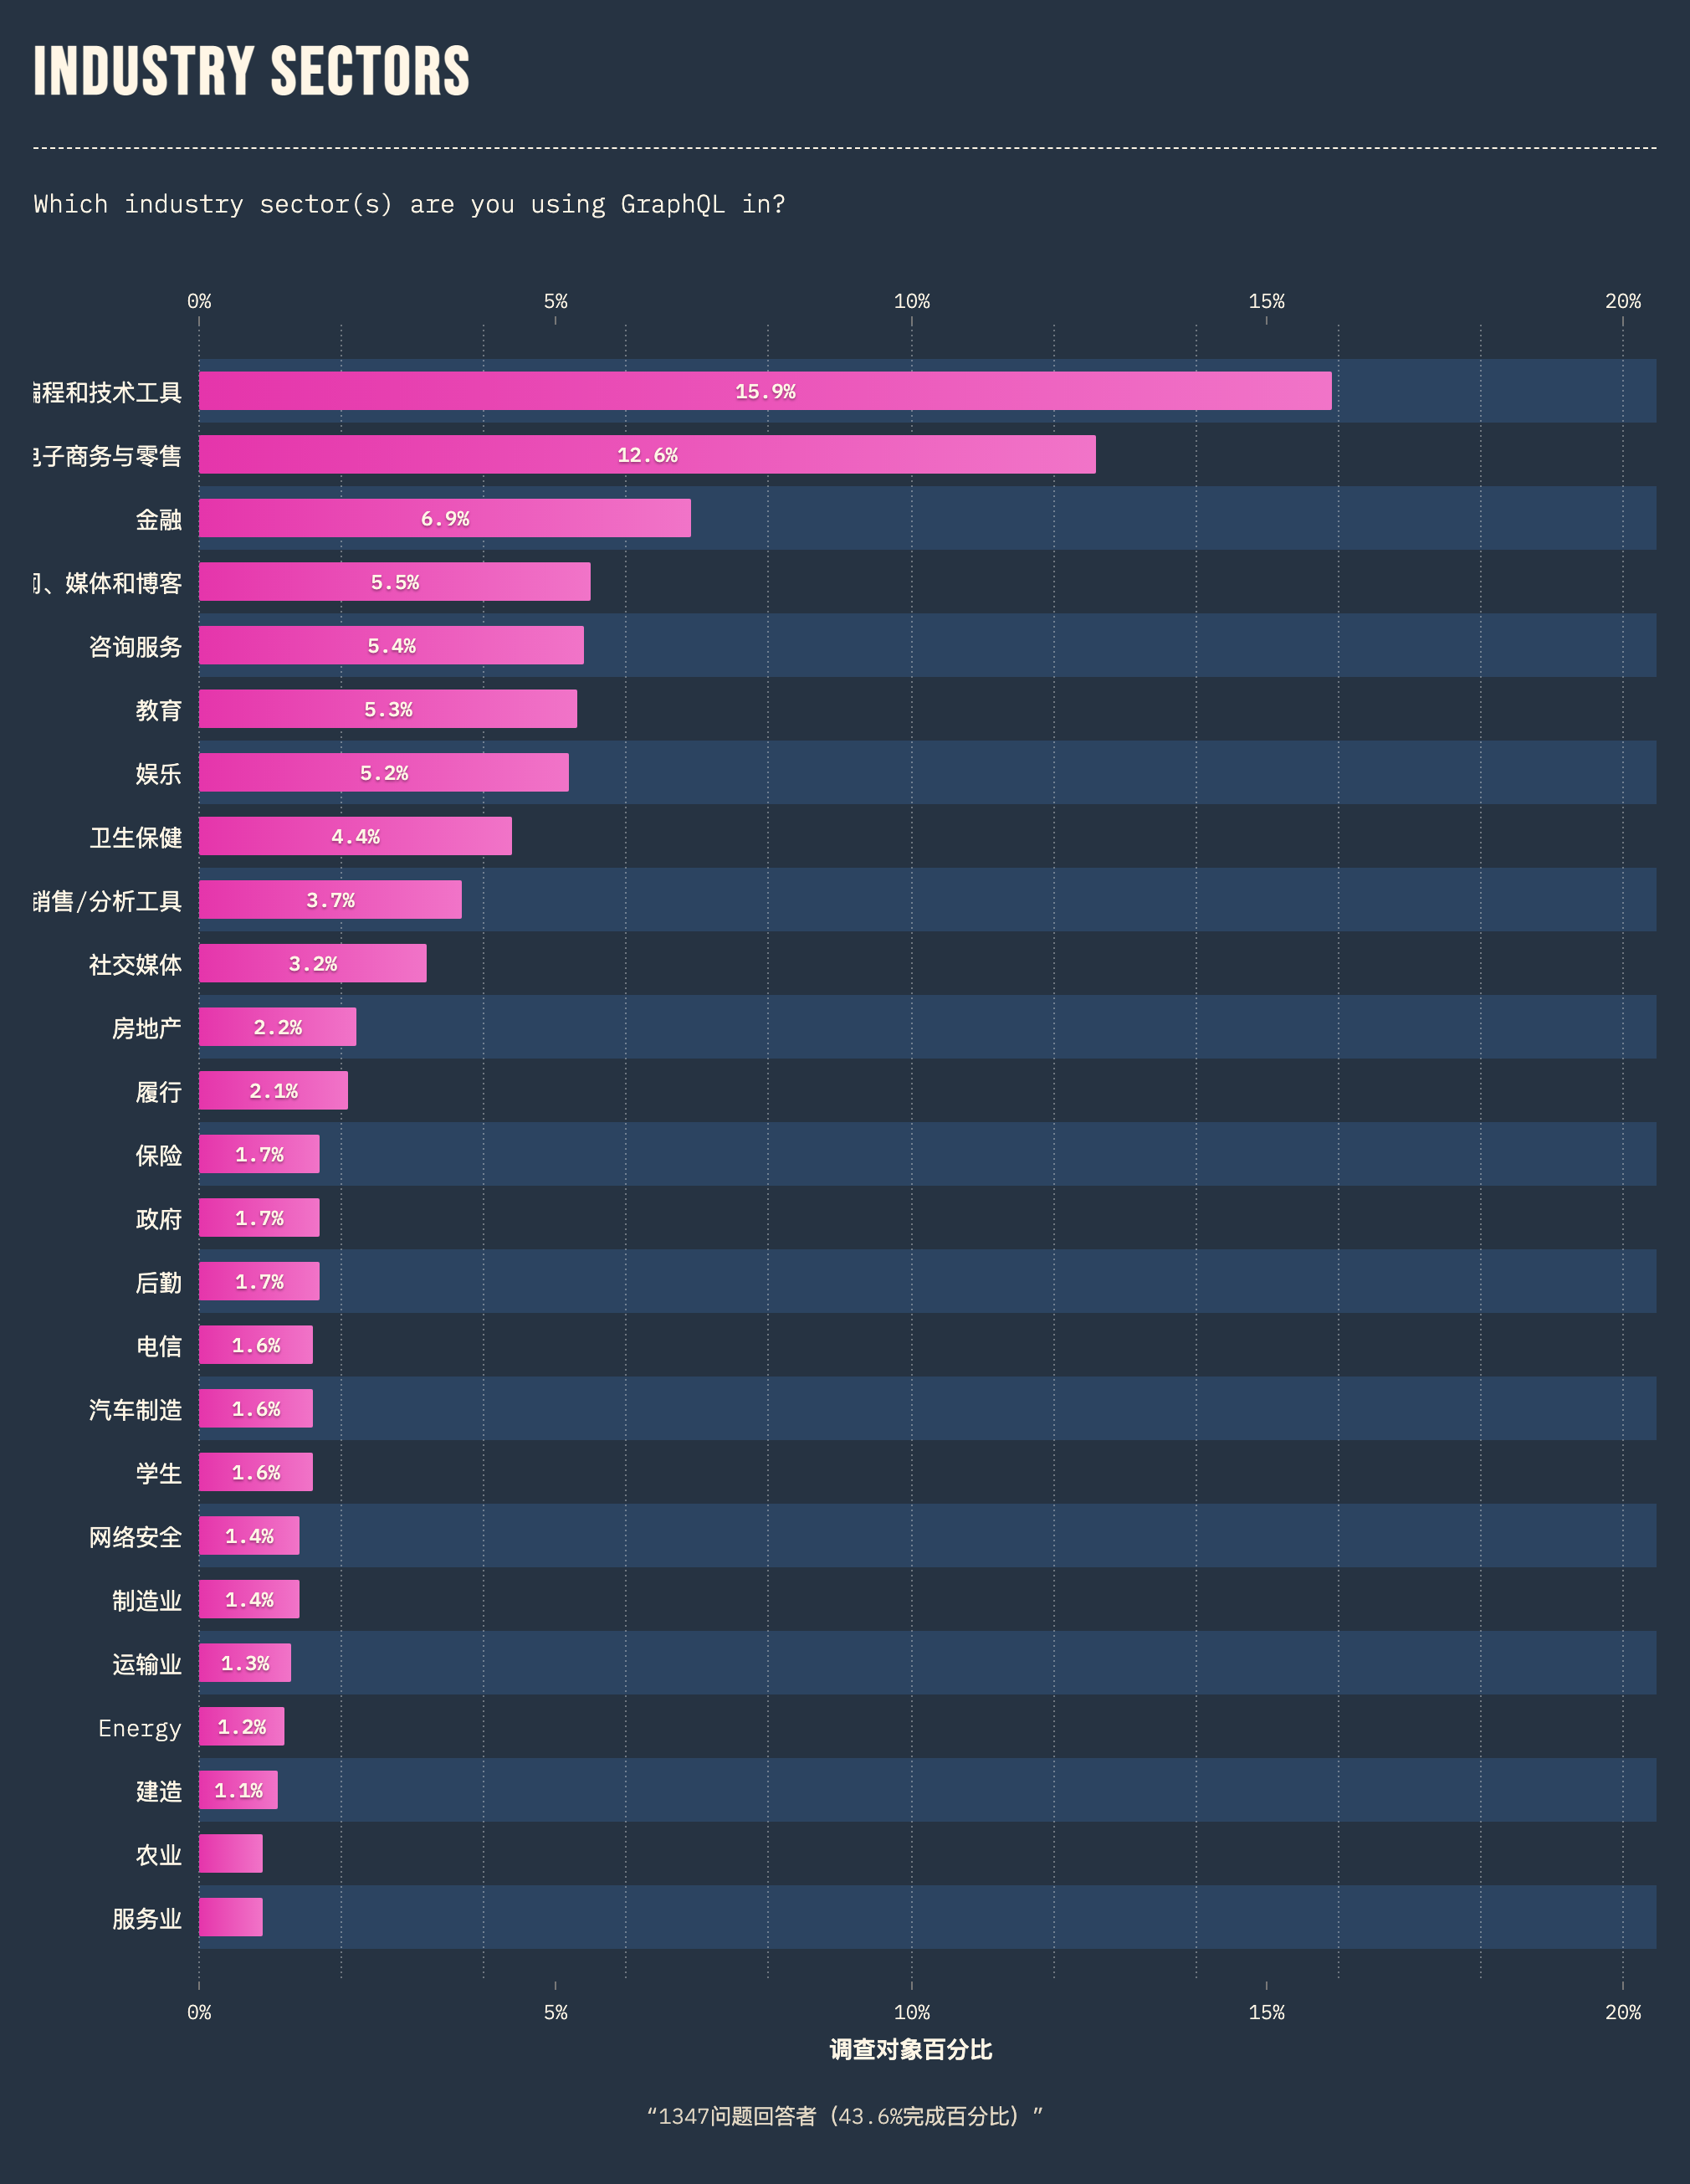 INDUSTRY SECTORS
Which industry sector(s) are you using GraphQL in?
0% 5% 10% 15% 20%
程和技术工具 15.9%
子商务与零售 12.6%
金融 6.9%
、媒体和博客 5.5%
咨询服务 5.4%
教育 5.3%
娱乐 5.2%
卫生保健 4.4%
销售/分析工具 3.7%
社交媒体 3.2%
房地产 2.2%
履行 2.1%
保险 1.7%
政府 1.7%
后勤 1.7%
电信 1.6%
汽车制造 1.6%
学生 1.6%
网络安全 1.4%
制造业 1.4%
运输业 1.3%
Energy 1.2%
建造 1.1%
农业
服务业
0% 5% 10% 15% 20%
调查对象百分比
“1347问题回答者 (43.6%完成百分比) ”